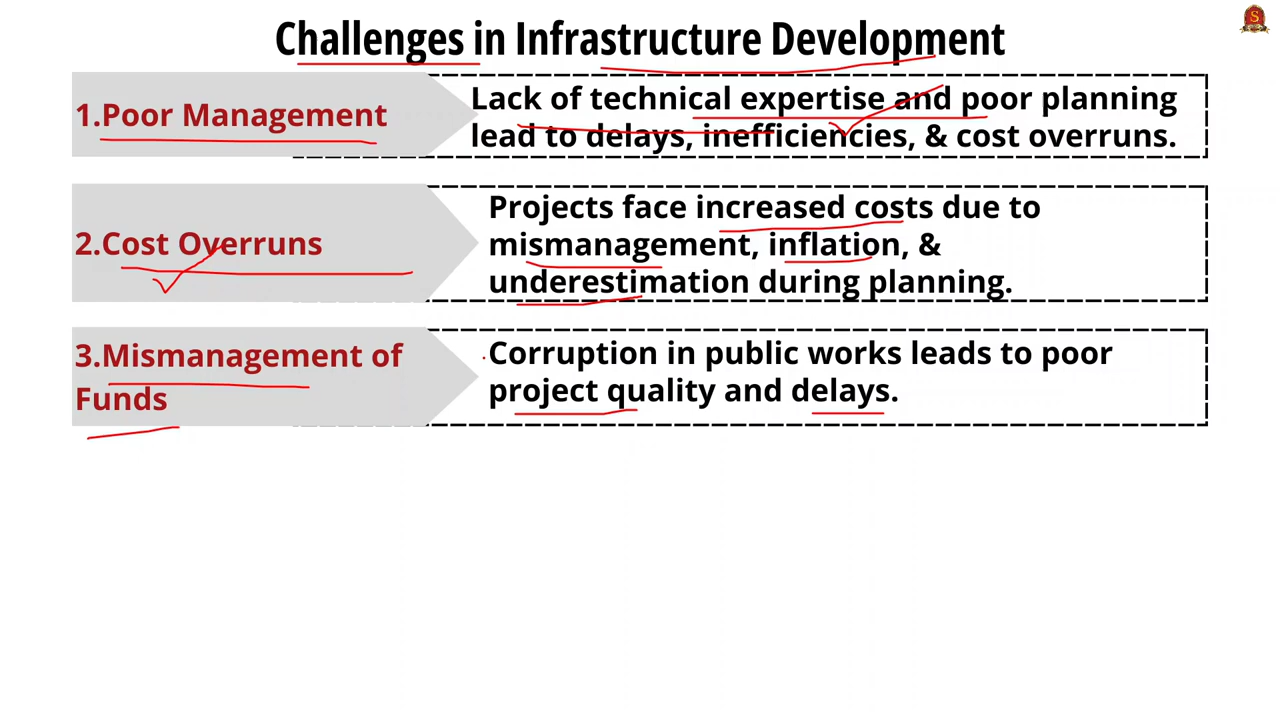 Challenges in Infrastructure Development
1.Poor Management
Lack of technical expertise and poor planning
lead to delays, inefficiencies, & cost overruns.
2.Cost Overruns
Projects face increased costs due to
mismanagement, inflation, &
underestimation during planning.
3.Mismanagement of
Funds
Corruption in public works leads to poor
project quality and delays.
S